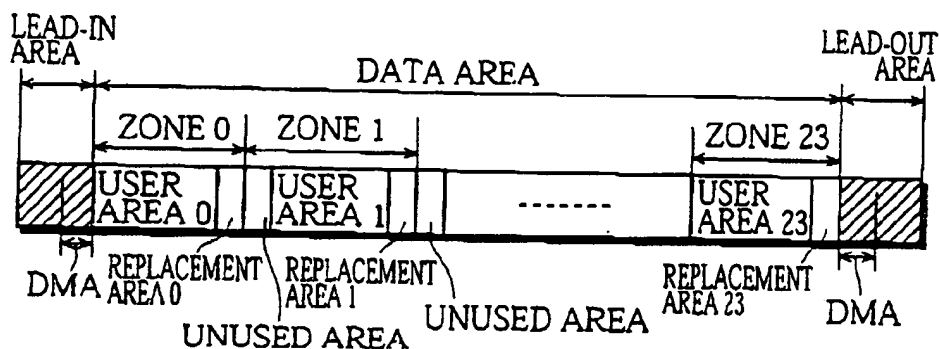 LEAD-IN
AREA
LEAD-OUT
AREA
DATA AREA
ZONE 0
ZONE 1
ZONE 23
USER
AREA 0
USER
AREA 1
USER
AREA 23
DMA
REPLACEMENT
AREA 0
UNUSED AREA
REPLACEMENT
AREA 1
UNUSED AREA
REPLACEMENT
AREA 23
DMA